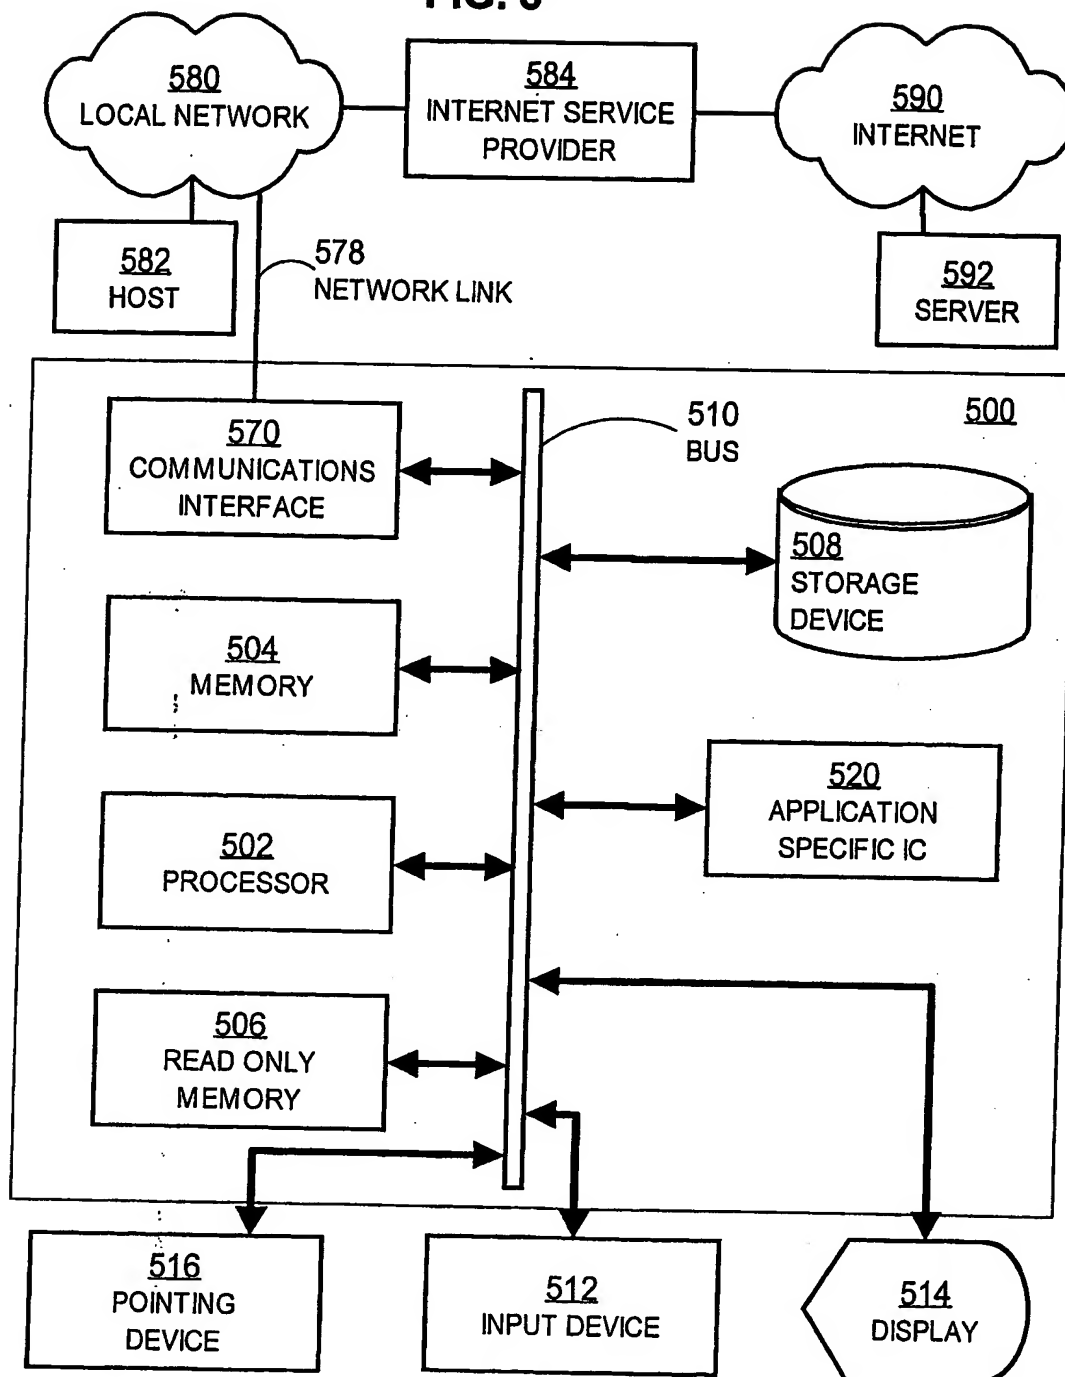 580
LOCAL NETWORK
584
INTERNET SERVICE
PROVIDER
590
INTERNET
582
HOST
578
NETWORK LINK
592
SERVER
570
COMMUNICATIONS
INTERFACE
510
BUS
500
508
STORAGE
DEVICE
504
MEMORY
520
APPLICATION
SPECIFIC IC
502
PROCESSOR
506
READ ONLY
MEMORY
516
POINTING
DEVICE
512
INPUT DEVICE
514
DISPLAY